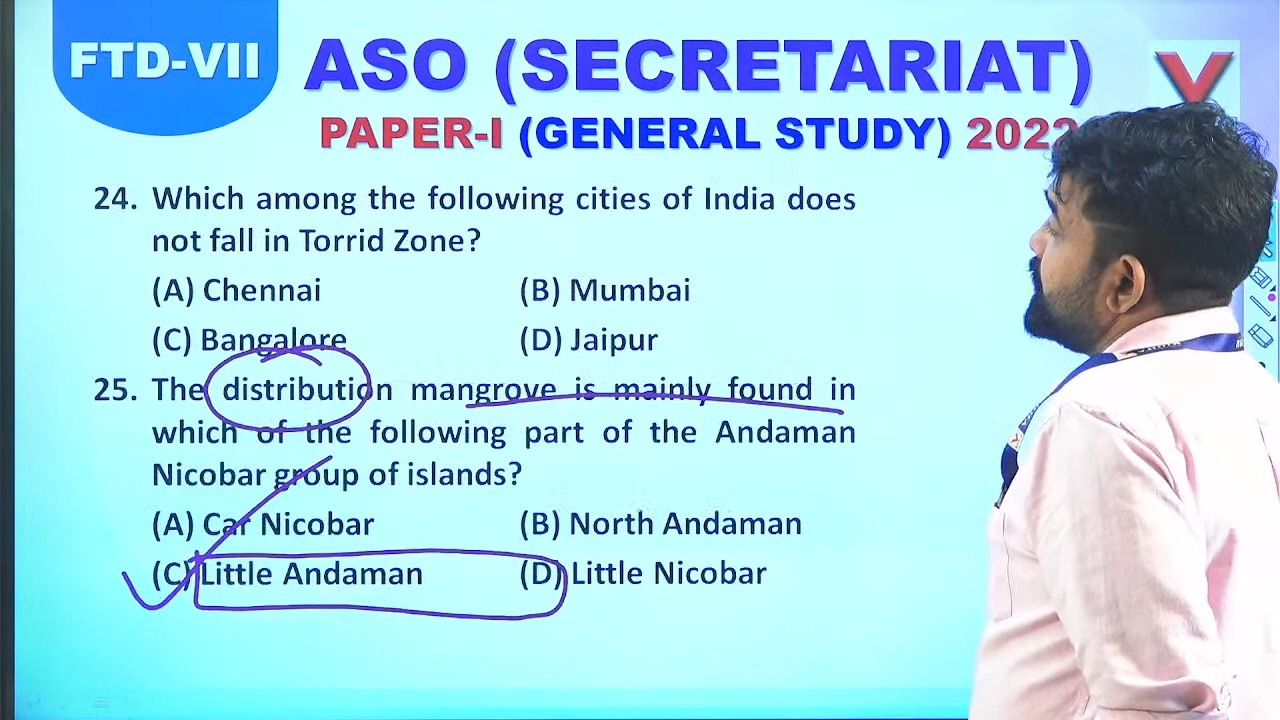 FTD-VII
ASO (SECRETARIAT)
PAPER-I (GENERAL STUDY) 2022
24. Which among the following cities of India does
not fall in Torrid Zone?
(A) Chennai (B) Mumbai
(C) Bangalore (D) Jaipur
25. The distribution mangrove is mainly found in
which of the following part of the Andaman
Nicobar group of islands?
(A) Car Nicobar (B) North Andaman
(C) Little Andaman (D) Little Nicobar